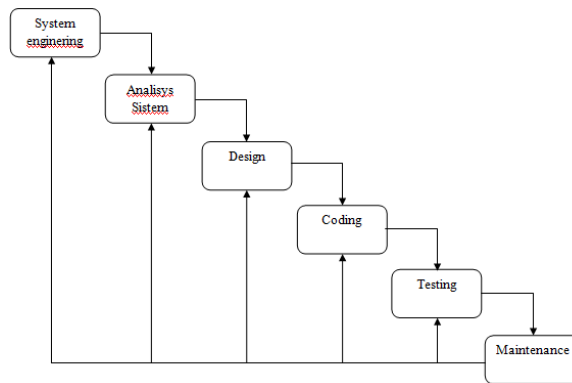 System
enginering
Analisys
Sistem
Design
Coding
Testing
Maintenance